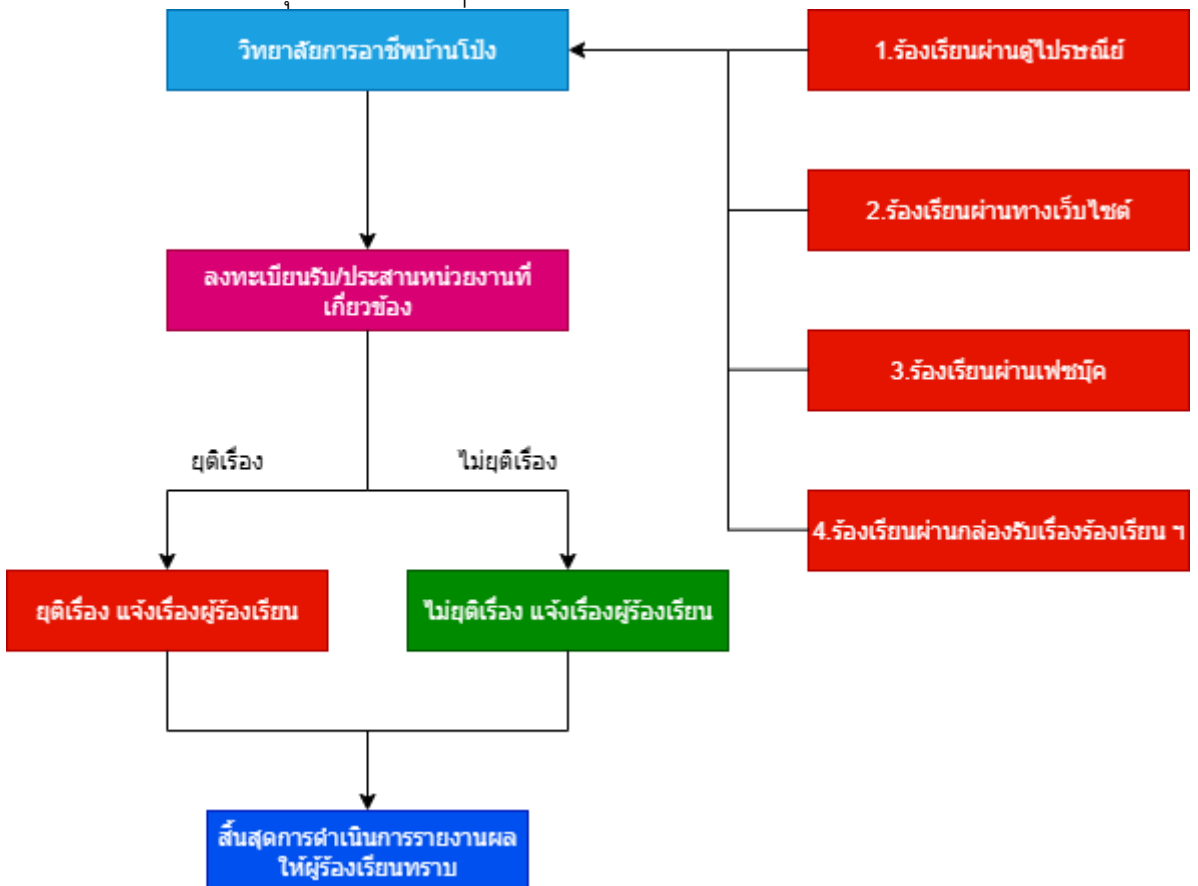 วิทยาลัยการอาชีพบ้านโป่ง
1.ร้องเรียนผ่านตู้ไปรษณีย์
2.ร้องเรียนผ่านทางเว็บไซต์
ลงทะเบียนรับ/ประสานหน่วยงานที่
เกี่ยวข้อง
3.ร้องเรียนผ่านเฟซบุ๊ค
ยุติเรื่อง
ไม่ยุติเรื่อง
4.ร้องเรียนผ่านกล่องรับเรื่องร้องเรียน ฯ
ยุติเรื่อง แจ้งเรื่องผู้ร้องเรียน
ไม่ยุติเรื่อง แจ้งเรื่องผู้ร้องเรียน
สิ้นสุดการดำเนินการรายงานผล
ให้ผู้ร้องเรียนทราบ